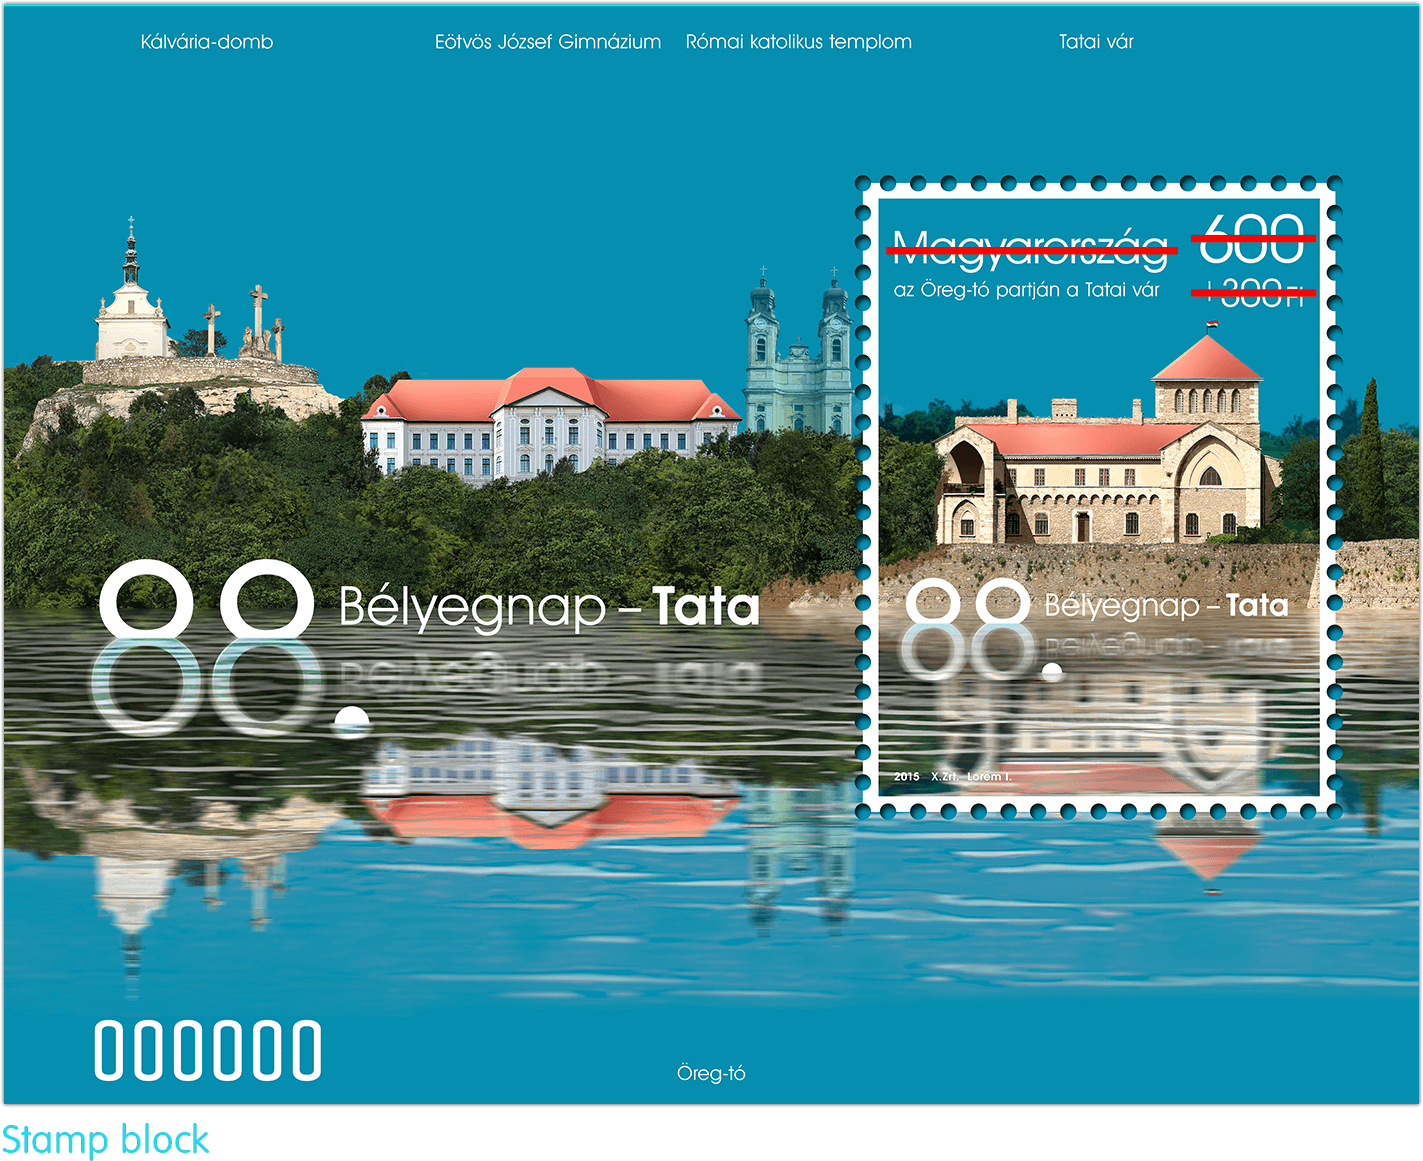 Kálvária-domb
Eötvös József Gimnázium
Római katolikus templom
Tatai vár
Magyarország
600
+300 Ft
az Öreg-tó partján a Tatai vár
88. Bélyegnap – Tata
88. Bélyegnap – Tata
2015 X.Zrt. Lorem I.
000000
Öreg-tó
Stamp block